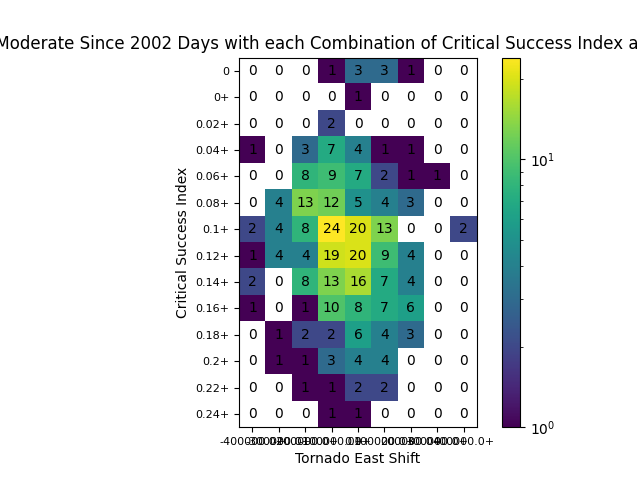 Moderate Since 2002 Days with each Combination of Critical Success Index a
0 0 0 0 1 3 3 1 0 0
0+ 0 0 0 0 1 0 0 0 0
0.02+ 0 0 0 2 0 0 0 0 0
0.04+ 1 0 3 7 4 1 1 0 0
0.06+ 0 0 8 9 7 2 1 1 0
0.08+ 0 4 13 12 5 4 3 0 0
0.1+ 2 4 8 24 20 13 0 0 2
0.12+ 1 4 4 19 20 9 4 0 0
0.14+ 2 0 8 13 16 7 4 0 0
0.16+ 1 0 1 10 8 7 6 0 0
0.18+ 0 1 2 2 6 4 3 0 0
0.2+ 0 1 1 3 4 4 0 0 0
0.22+ 0 0 1 1 2 2 0 0 0
0.24+ 0 0 0 1 1 0 0 0 0
Critical Success Index
Tornado East Shift
10¹
10⁰